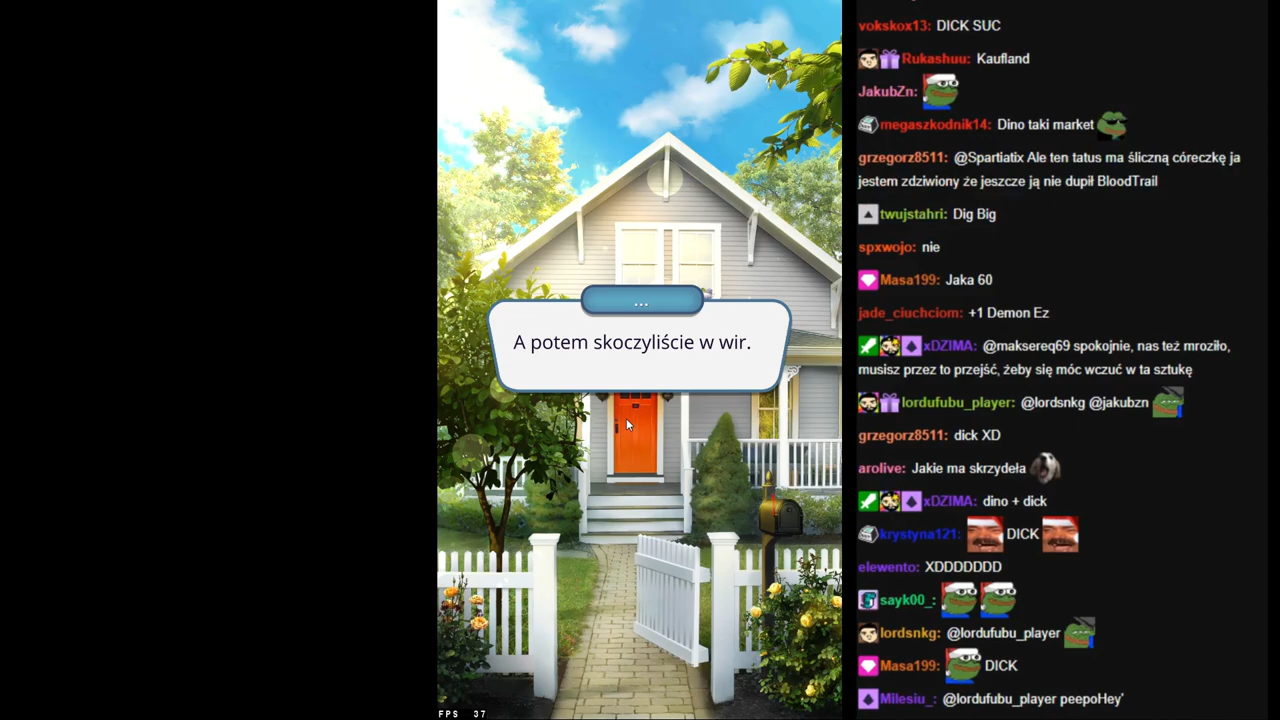 ...
A potem skoczyliście w wir.
FPS 37
vokskox13: DICK SUC
Rukashuu: Kaufland
JakubZn:
megaszkodnik14: Dino taki market
grzegorz8511: @Spartiatix Ale ten tatus ma śliczną córeczkę ja
jestem zdziwiony że jeszcze ją nie dupił BloodTrail
twujstahri: Dig Big
spxwojo: nie
Masa199: Jaka 60
jade_ciuchciom: +1 Demon Ez
xDZIMA: @maksereq69 spokojnie, nas też mroziło,
musisz przez to przejść, żeby się móc wczuć w ta sztukę
lordufubu_player: @lordsnkg @jakubzn
grzegorz8511: dick XD
arolive: Jakie ma skrzydeła
xDZIMA: dino + dick
krystyna121: DICK
elewento: XDDDDDDD
sayk00_:
lordsnkg: @lordufubu_player
Masa199: DICK
Milesiu_: @lordufubu_player peepoHey'